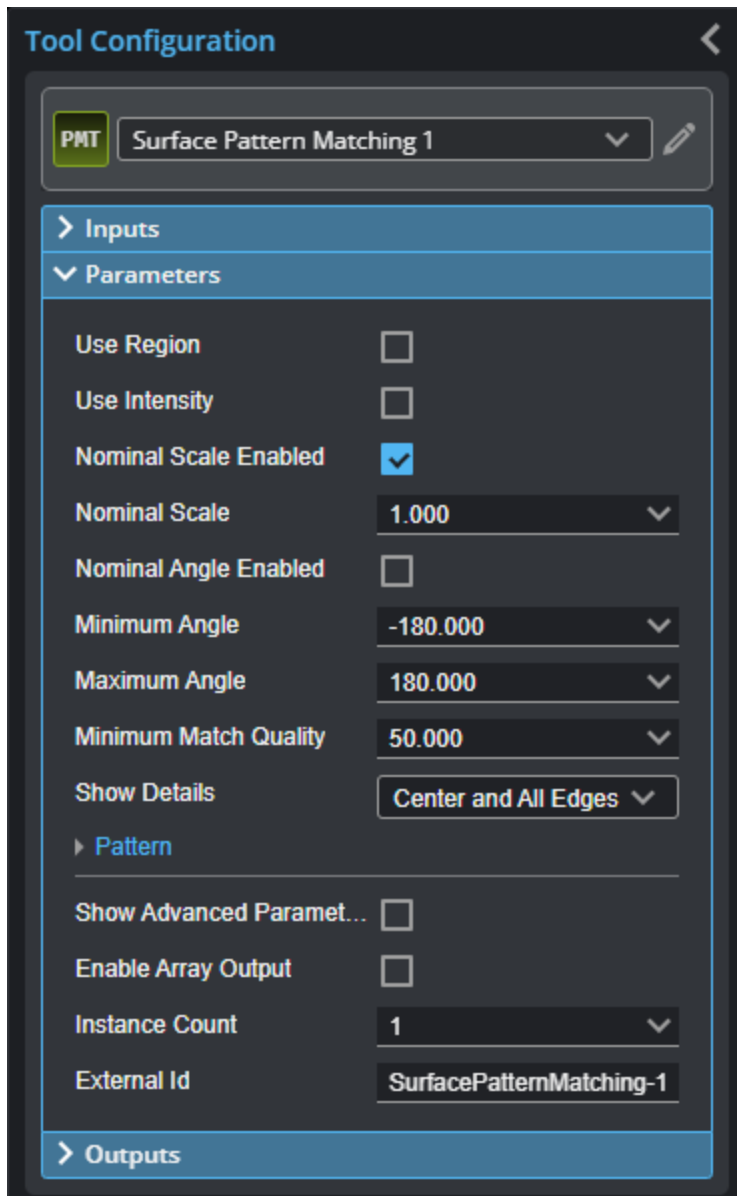 Tool Configuration
PMT Surface Pattern Matching 1
Inputs
Parameters
Use Region
Use Intensity
Nominal Scale Enabled
Nominal Scale 1.000
Nominal Angle Enabled
Minimum Angle -180.000
Maximum Angle 180.000
Minimum Match Quality 50.000
Show Details Center and All Edges
Pattern
Show Advanced Paramet...
Enable Array Output
Instance Count 1
External Id SurfacePatternMatching-1
Outputs